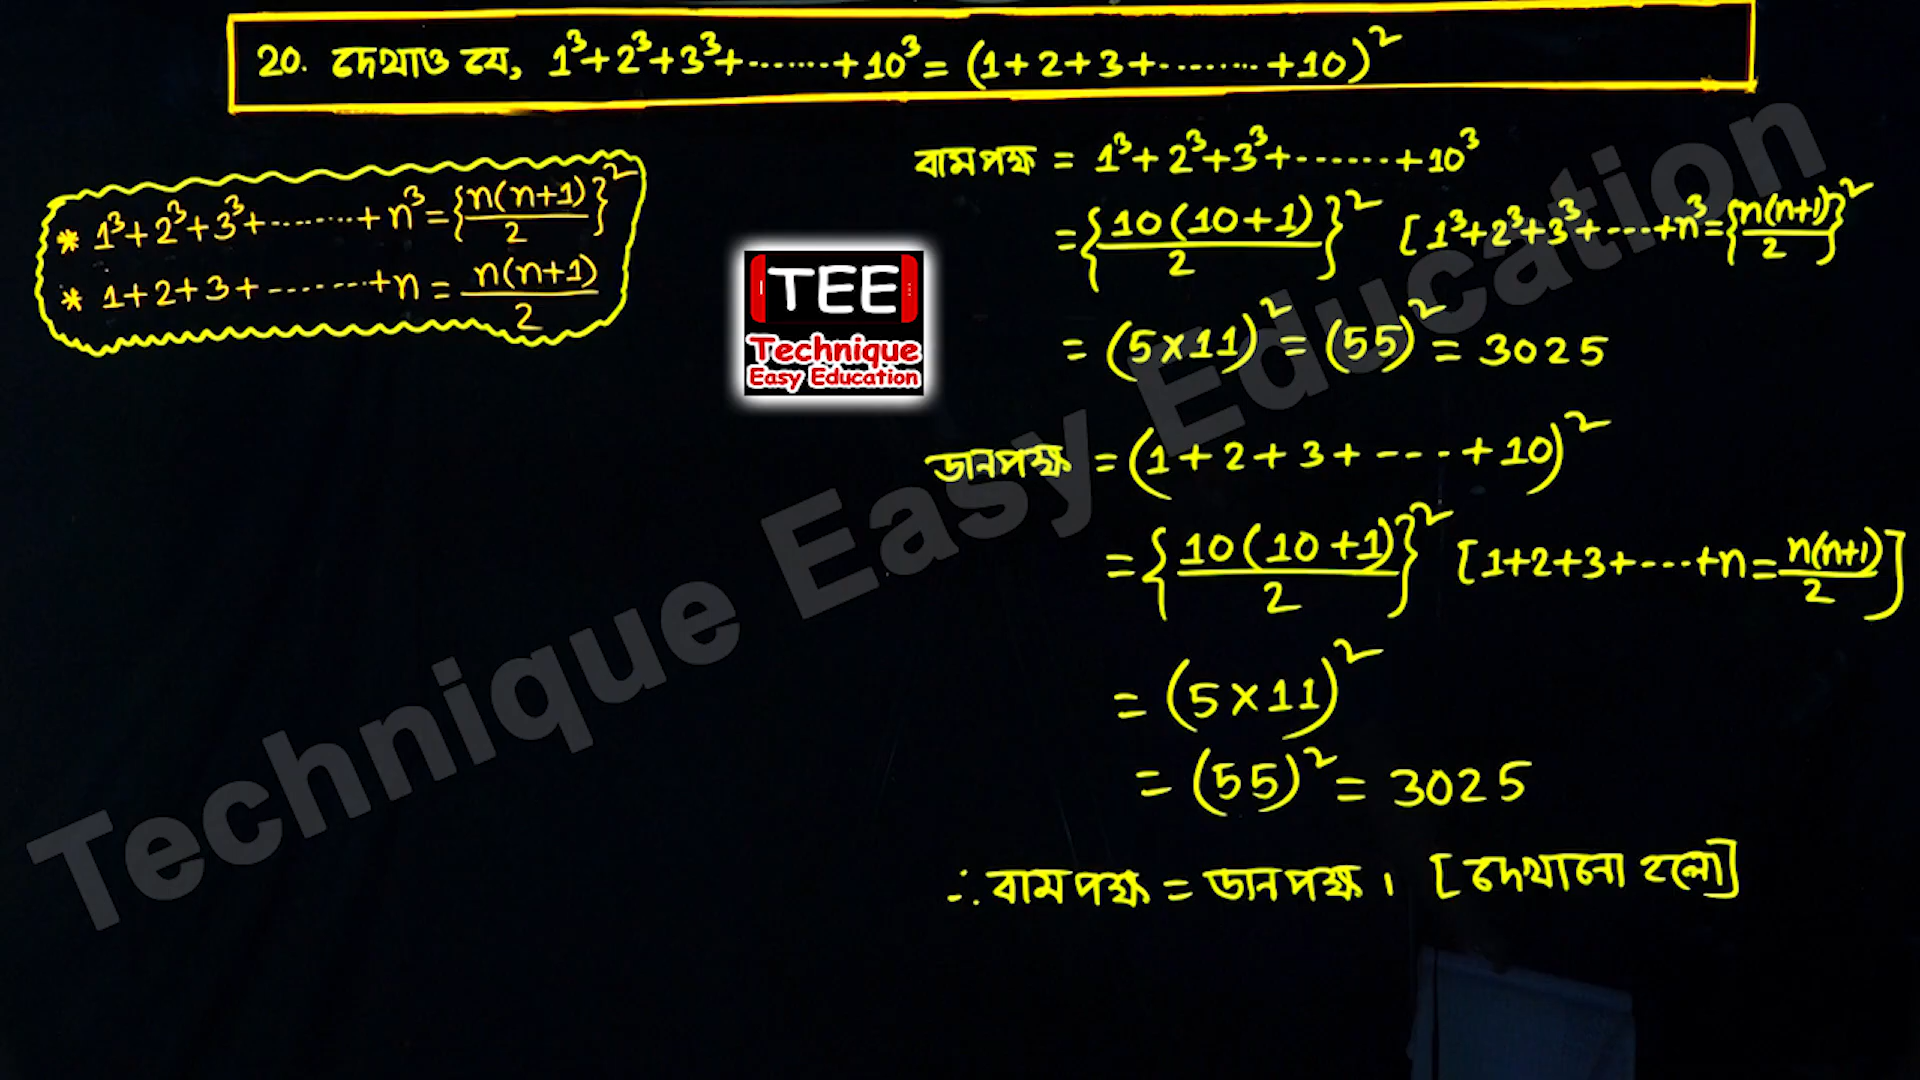 20. দেখাও যে, 1³+2³+3³+·······+10³ = (1+2+3+········+10)²
* 1³+2³+3³+········+n³ = {n(n+1)/2}²
* 1+2+3+·······+n = n(n+1)/2
TEE
Technique
Easy Education
বামপক্ষ = 1³+2³+3³+······+10³
= {10(10+1)/2}² [1³+2³+3³+····+n³ = {n(n+1)/2}²
= (5×11)² = (55)² = 3025
ডানপক্ষ = (1+2+3+----+10)²
= {10(10+1)/2}² [1+2+3+····+n = n(n+1)/2]
= (5×11)²
= (55)² = 3025
∴ বামপক্ষ = ডানপক্ষ। [দেখানো হলো]
Technique Easy Education